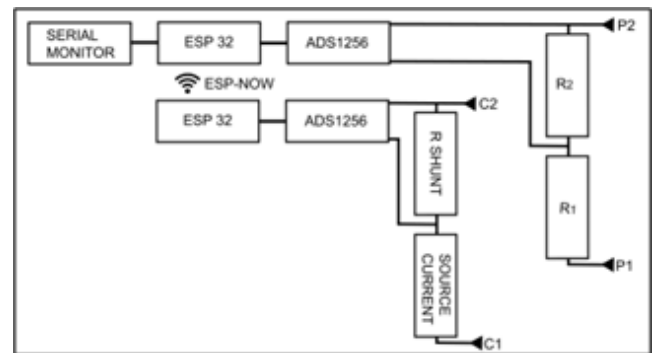 SERIAL
MONITOR
ESP 32
ADS1256
P2
R2
ESP-NOW
ESP 32
ADS1256
C2
R SHUNT
R1
SOURCE
CURRENT
P1
C1